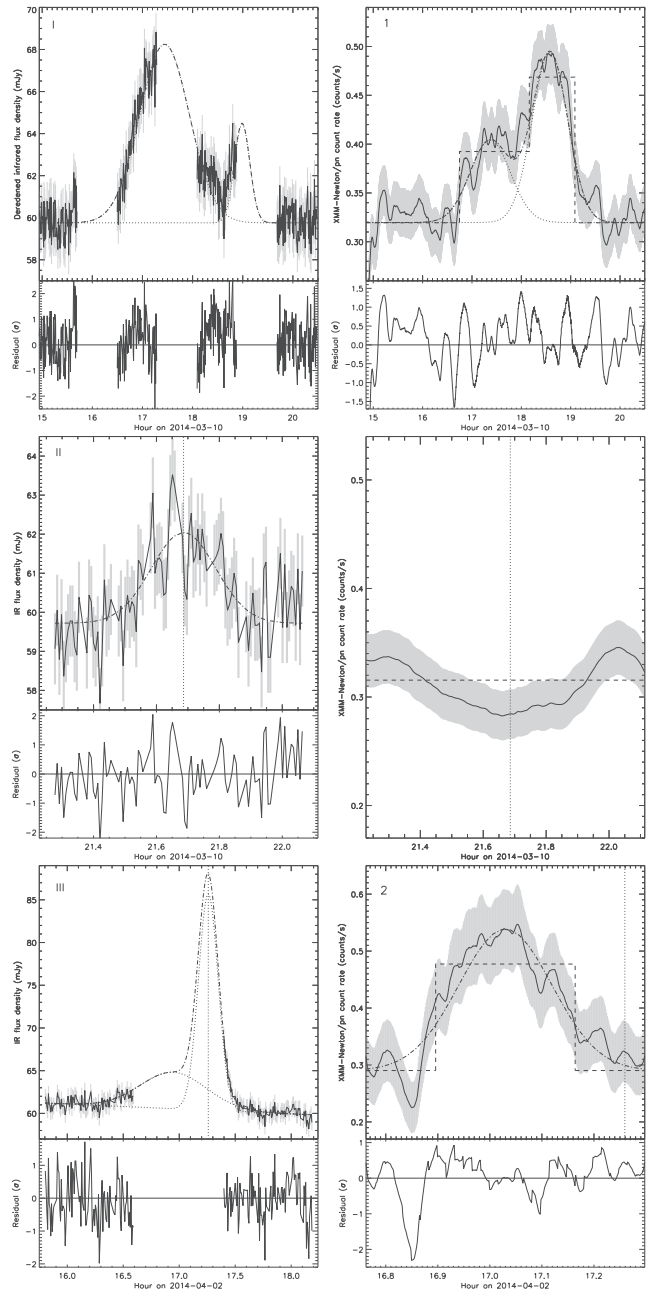 I
Dereddened infrared flux density (mJy)
70
68
66
64
62
60
58
Residual (σ)
2
1
0
-1
-2
15 16 17 18 19 20
Hour on 2014-03-10
1
XMM-Newton/pn count rate (counts/s)
0.50
0.45
0.40
0.35
0.30
Residual (σ)
1.5
1.0
0.5
0.0
-0.5
-1.0
-1.5
15 16 17 18 19 20
Hour on 2014-03-10
II
IR flux density (mJy)
64
63
62
61
60
59
58
Residual (σ)
2
1
0
-1
-2
21.4 21.6 21.8 22.0
Hour on 2014-03-10
XMM-Newton/pn count rate (counts/s)
0.5
0.4
0.3
0.2
21.4 21.6 21.8 22.0
Hour on 2014-03-10
III
IR flux density (mJy)
85
80
75
70
65
60
Residual (σ)
1
0
-1
-2
16.0 16.5 17.0 17.5 18.0
Hour on 2014-04-02
2
XMM-Newton/pn count rate (counts/s)
0.6
0.5
0.4
0.3
0.2
Residual (σ)
1
0
-1
-2
16.8 16.9 17.0 17.1 17.2
Hour on 2014-04-02